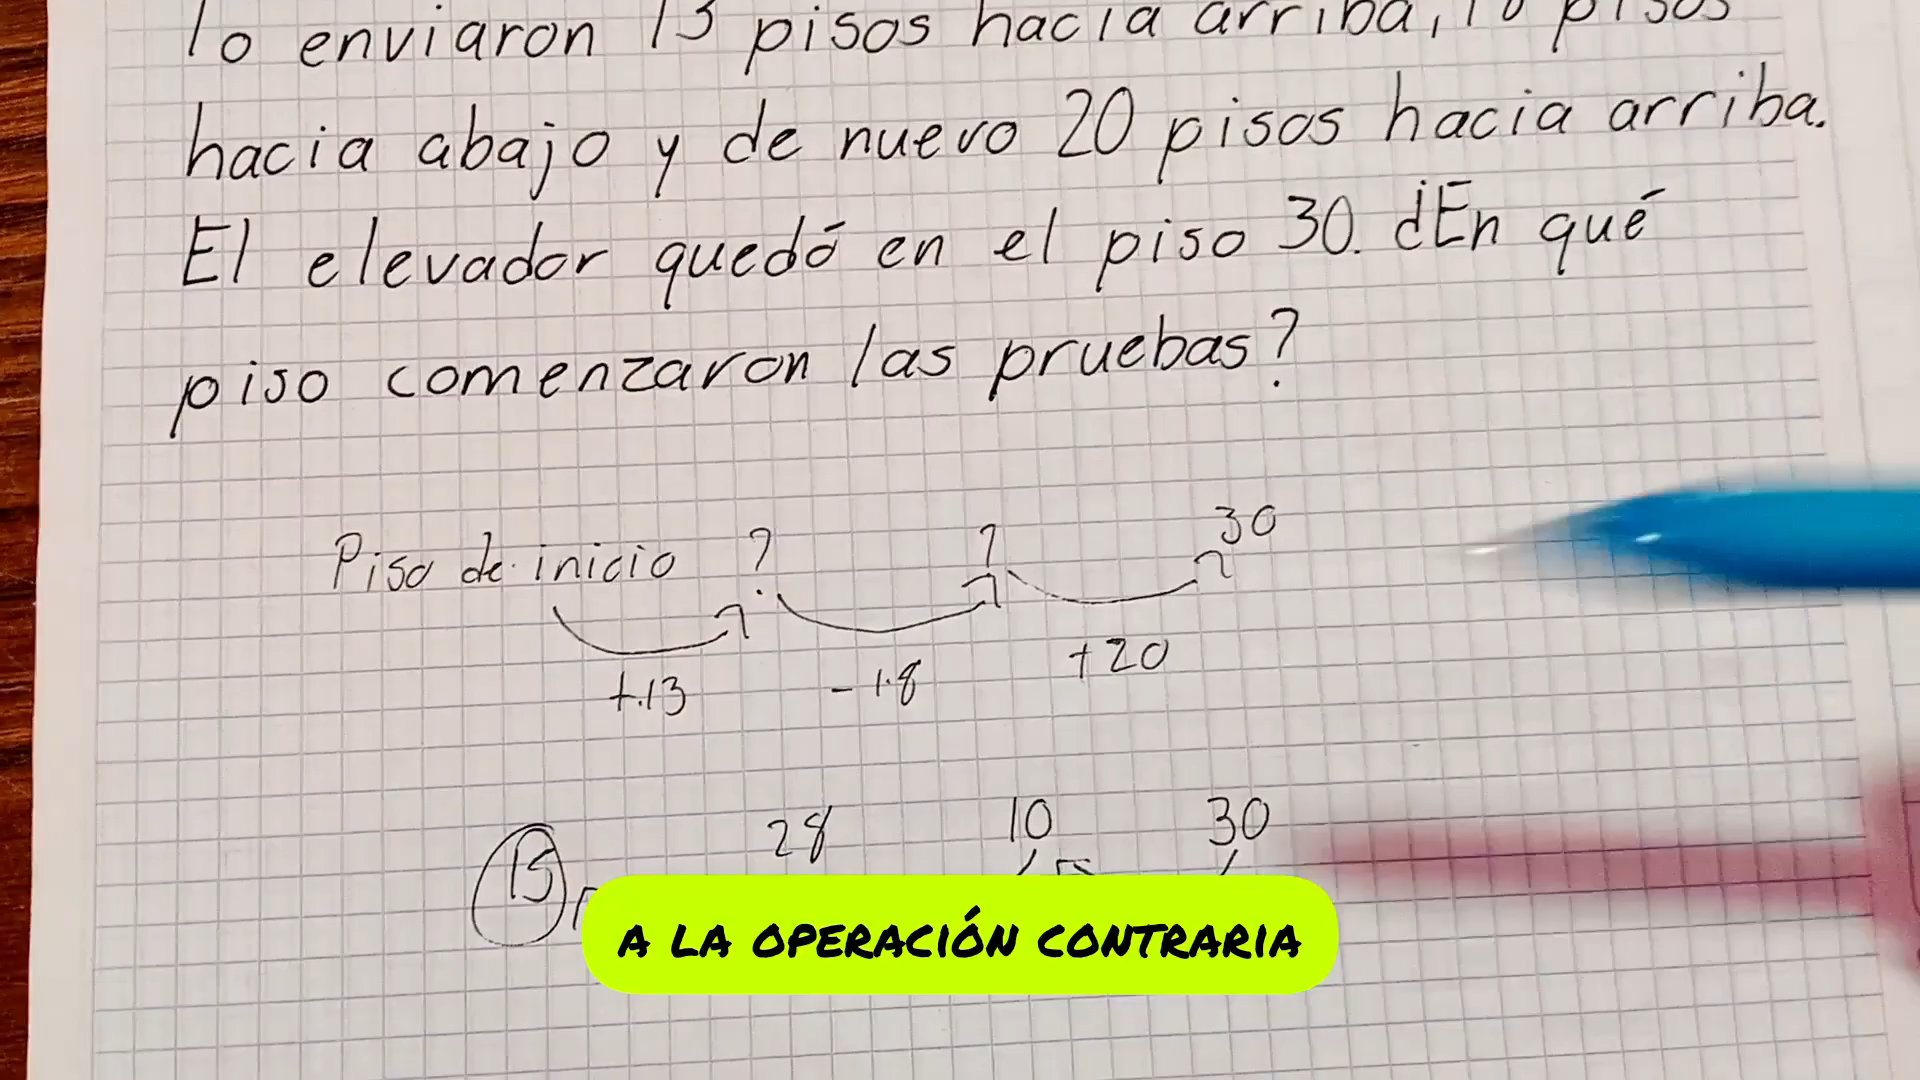 lo enviaron 13 pisos hacia arriba, 18 pisos
hacia abajo y de nuevo 20 pisos hacia arriba.
El elevador quedó en el piso 30. ¿En qué
piso comenzaron las pruebas?
Piso de inicio ? ? 30
+13 -18 +20
15 28 10 30
A LA OPERACIÓN CONTRARIA